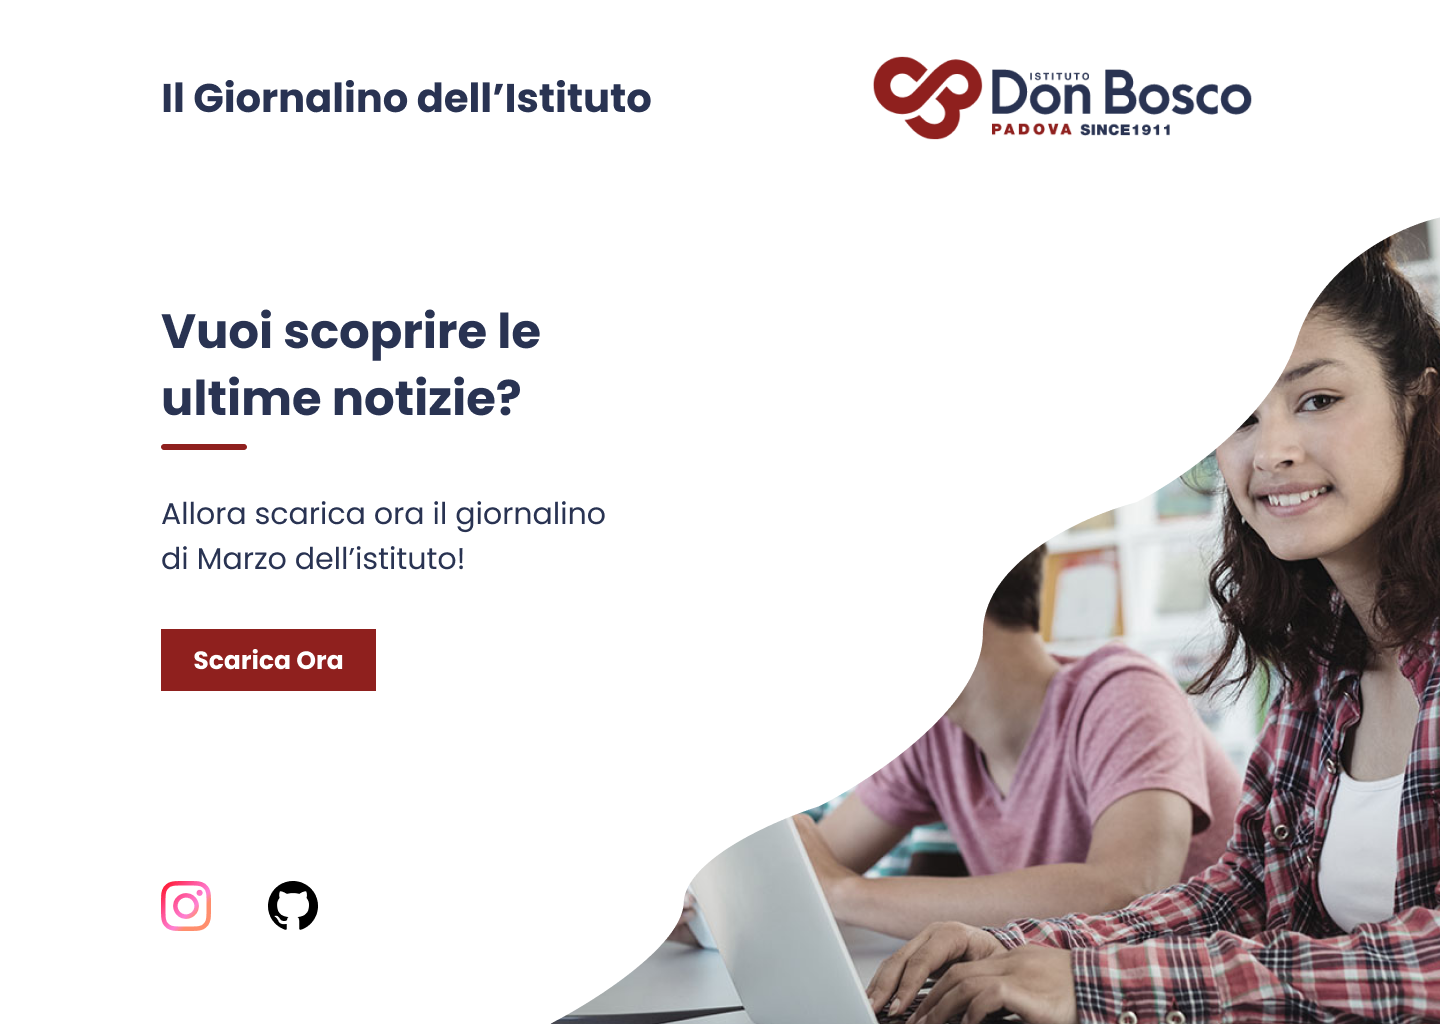 Il Giornalino dell’Istituto
ISTITUTO
Don Bosco
PADOVA SINCE1911
Vuoi scoprire le
ultime notizie?
Allora scarica ora il giornalino
di Marzo dell’istituto!
Scarica Ora